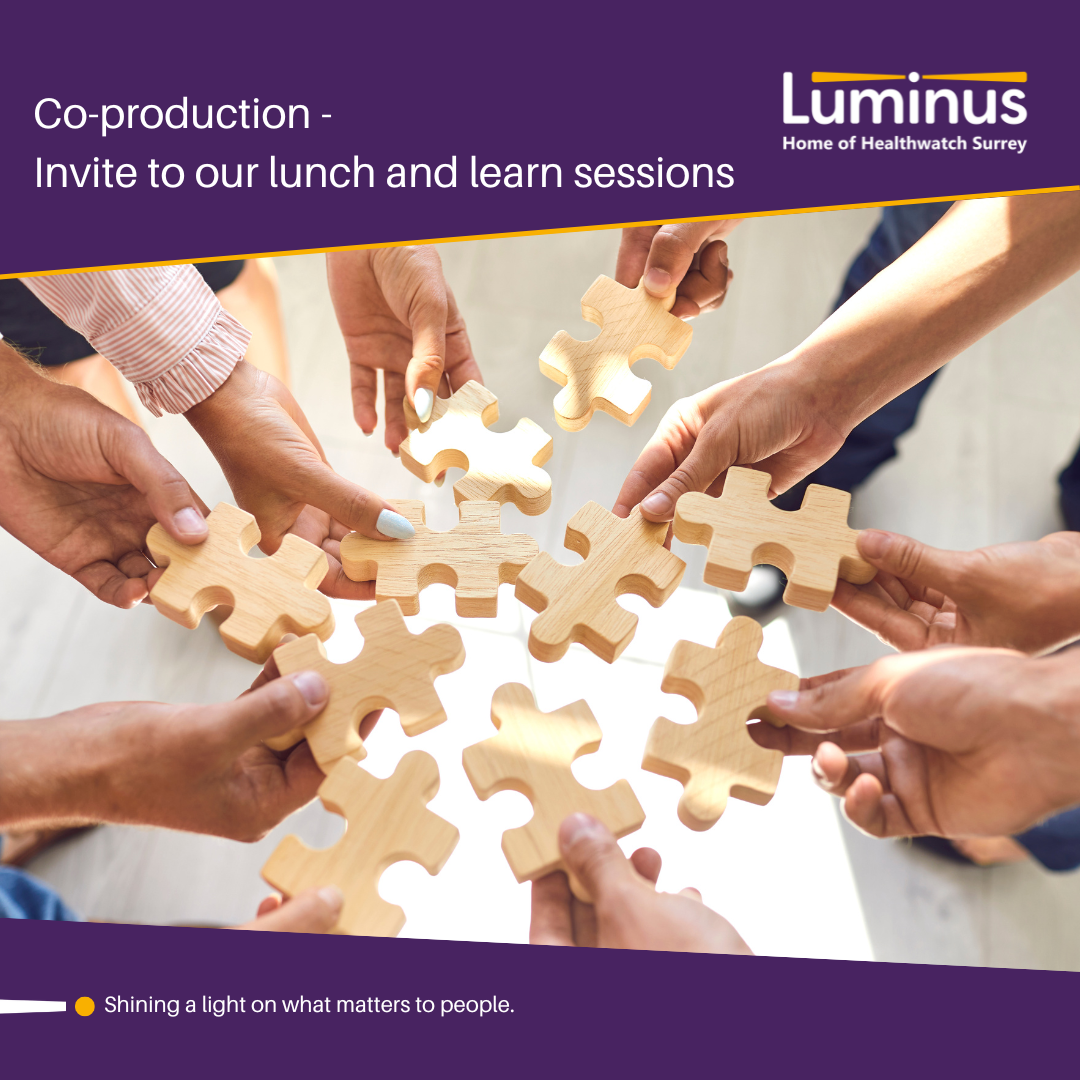 Co-production -
Invite to our lunch and learn sessions
Luminus
Home of Healthwatch Surrey
Shining a light on what matters to people.